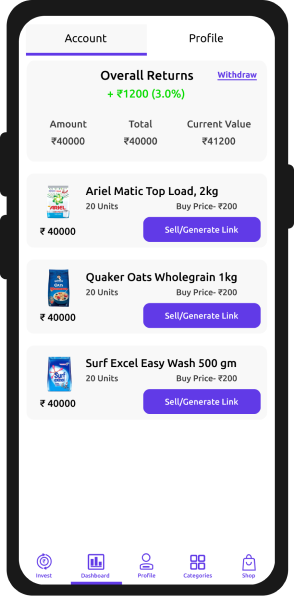 Account Profile
Overall Returns Withdraw
+ ₹1200 (3.0%)
Amount Total Current Value
₹40000 ₹40000 ₹41200
Ariel Matic Top Load, 2kg
20 Units Buy Price- ₹200
ARIEL
₹ 40000 Sell/Generate Link
Quaker Oats Wholegrain 1kg
20 Units Buy Price- ₹200
₹ 40000 Sell/Generate Link
Surf Excel Easy Wash 500 gm
20 Units Buy Price- ₹200
Surf
₹ 40000 Sell/Generate Link
Invest Dashboard Profile Categories Shop